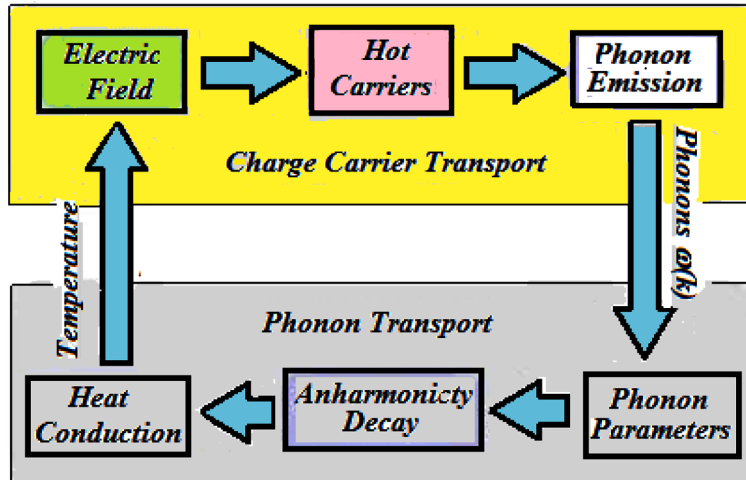 Electric
Field
Hot
Carriers
Phonon
Emission
Charge Carrier Transport
Phonons ω(k)
Temperature
Phonon Transport
Heat
Conduction
Anharmonicty
Decay
Phonon
Parameters